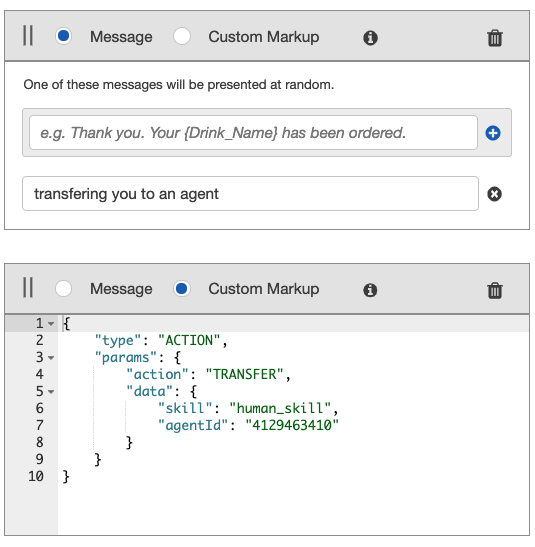 Message Custom Markup
One of these messages will be presented at random.
e.g. Thank you. Your {Drink_Name} has been ordered.
transfering you to an agent
Message Custom Markup
1 {
2 "type": "ACTION",
3 "params": {
4 "action": "TRANSFER",
5 "data": {
6 "skill": "human_skill",
7 "agentId": "4129463410"
8 }
9 }
10 }